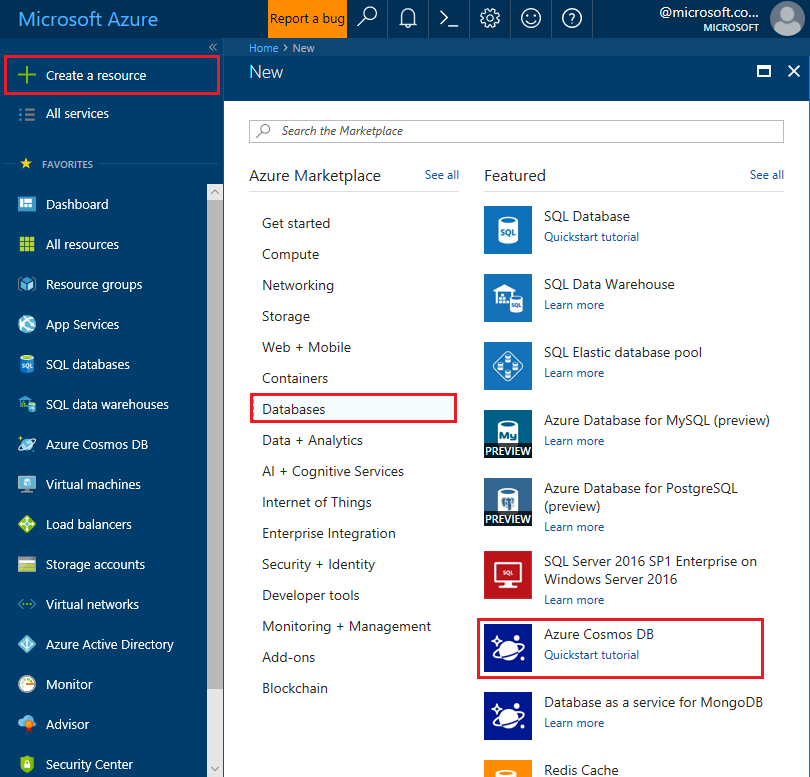 Microsoft Azure
Report a bug
@microsoft.co...
MICROSOFT
Create a resource
All services
FAVORITES
Dashboard
All resources
Resource groups
App Services
SQL
SQL databases
SQL data warehouses
Azure Cosmos DB
Virtual machines
Load balancers
Storage accounts
Virtual networks
Azure Active Directory
Monitor
Advisor
Security Center
Home > New
New
Search the Marketplace
Azure Marketplace
See all
Get started
Compute
Networking
Storage
Web + Mobile
Containers
Databases
Data + Analytics
AI + Cognitive Services
Internet of Things
Enterprise Integration
Security + Identity
Developer tools
Monitoring + Management
Add-ons
Blockchain
Featured
See all
SQL
SQL Database
Quickstart tutorial
SQL
SQL Data Warehouse
Learn more
SQL Elastic database pool
Learn more
My
PREVIEW
Azure Database for MySQL (preview)
Learn more
PREVIEW
Azure Database for PostgreSQL
(preview)
Learn more
SQL
SQL Server 2016 SP1 Enterprise on
Windows Server 2016
Learn more
Azure Cosmos DB
Quickstart tutorial
Database as a service for MongoDB
Learn more
Redis Cache